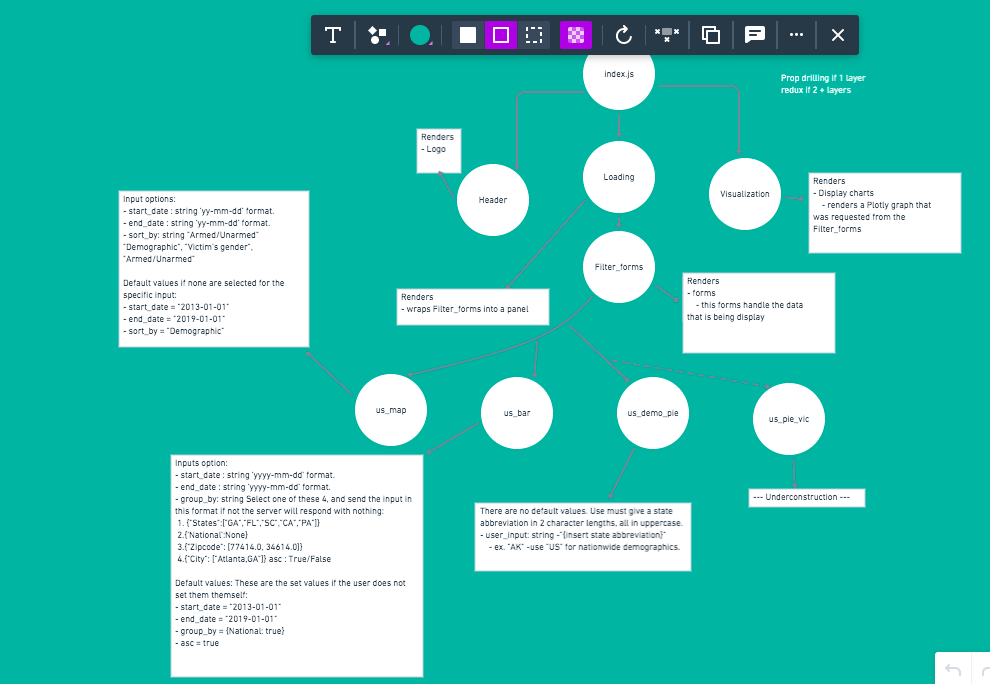 T
index.js
Prop drilling if 1 layer
redux if 2 + layers
Renders
- Logo
Header
Loading
Visualization
Renders
- Display charts
- renders a Plotly graph that
was requested from the
Filter_forms
Input options:
- start_date : string 'yy-mm-dd' format.
- end_date : string 'yy-mm-dd' format.
- sort_by: string "Armed/Unarmed"
"Demographic", "Victim's gender",
"Armed/Unarmed"
Default values if none are selected for the
specific input:
- start_date = "2013-01-01"
- end_date = "2019-01-01"
- sort_by = "Demographic"
Filter_forms
Renders
- wraps Filter_forms into a panel
Renders
- forms
- this forms handle the data
that is being display
us_map
us_bar
us_demo_pie
us_pie_vic
Inputs option:
- start_date : string 'yyyy-mm-dd' format.
- end_date : string 'yyyy-mm-dd' format.
- group_by: string Select one of these 4, and send the input in
this format if not the server will respond with nothing:
1. {"States":["GA","FL","SC","CA","PA"]}
2.{'National':None}
3.{"Zipcode": [77414.0, 34614.0]}
4.{"City": ["Atlanta,GA"]} asc : True/False
Default values: These are the set values if the user does not
set them themself:
- start_date = "2013-01-01"
- end_date = "2019-01-01"
- group_by = {National: true}
- asc = true
There are no default values. Use must give a state
abbreviation in 2 character lengths, all in uppercase.
- user_input: string -"{insert state abbreviation}"
- ex. "AK" -use "US" for nationwide demographics.
--- Underconstruction ---